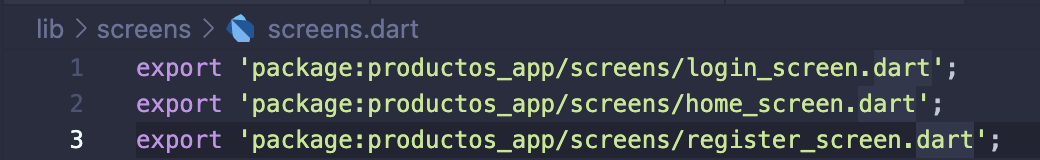 lib > screens > screens.dart
1 export 'package:productos_app/screens/login_screen.dart';
2 export 'package:productos_app/screens/home_screen.dart';
3 export 'package:productos_app/screens/register_screen.dart';